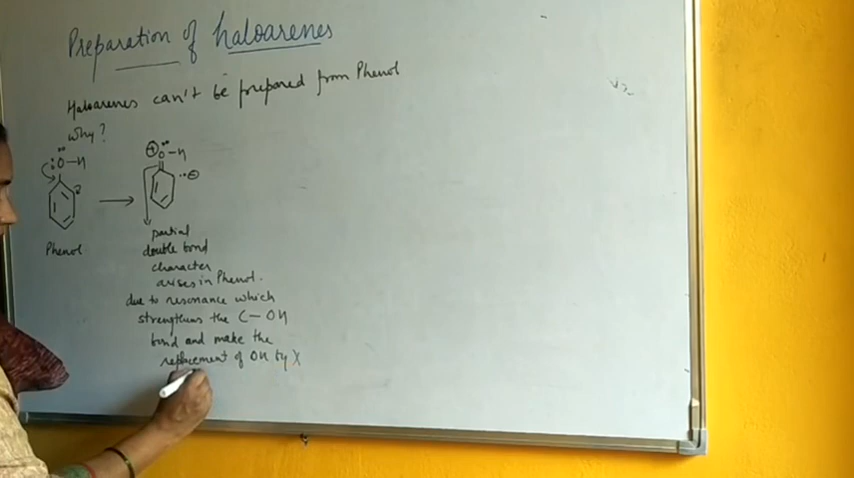 Preparation of haloarenes
Haloarenes can't be prepared from Phenol
why?
:Ö-H
⊕ Ö-H
⊖
Phenol
partial
double bond
character
arises in Phenol.
due to resonance which
strengthens the C-OH
bond and make the
replacement of OH by X